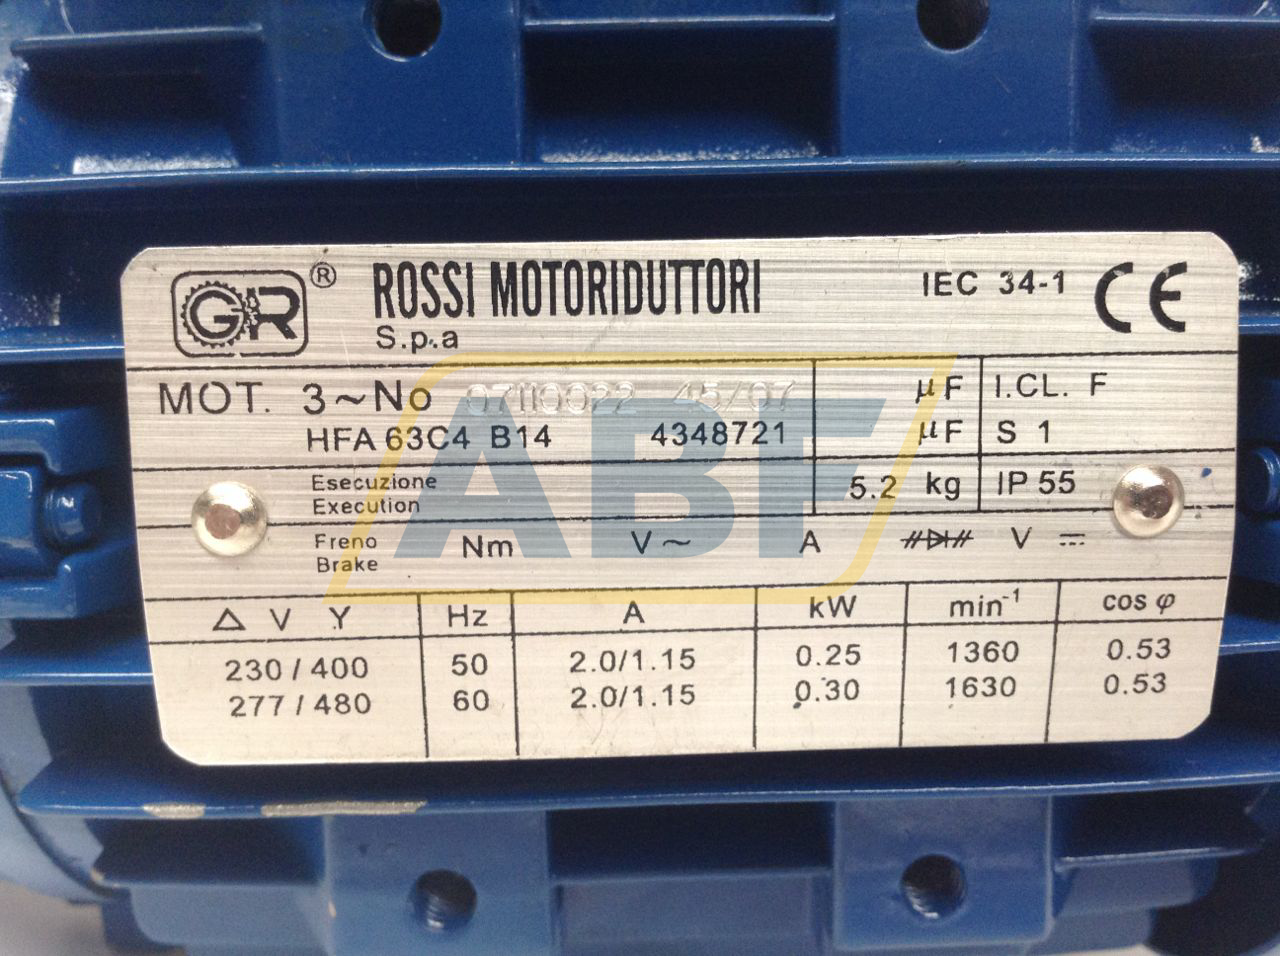 GR ® ROSSI MOTORIDUTTORI IEC 34-1 CE
S.p.a
MOT. 3~No 07110022 45/07 µF I.CL. F
HFA 63C4 B14 4348721 µF S 1
Esecuzione
Execution 5.2 kg IP 55
Freno
Brake Nm V~ A V ⎓
Δ V Y Hz A kW min⁻¹ cos φ
230 / 400 50 2.0/1.15 0.25 1360 0.53
277 / 480 60 2.0/1.15 0.30 1630 0.53
ABF